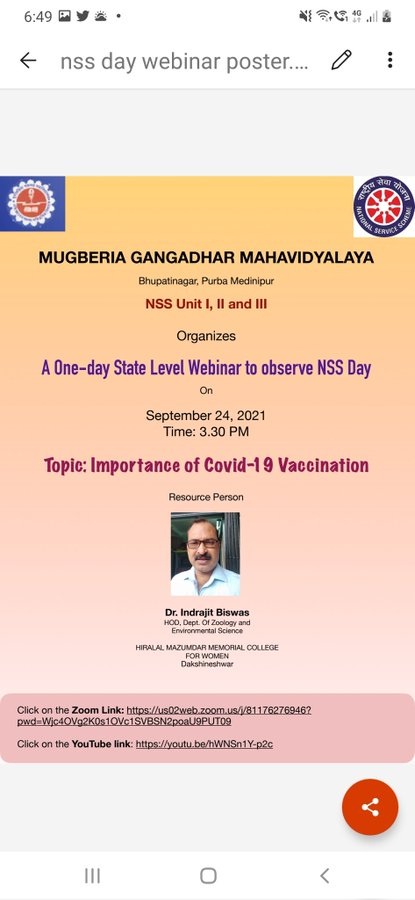 6:49
4G
nss day webinar poster....
राष्ट्रीय सेवा योजना
NATIONAL SERVICE SCHEME
MUGBERIA GANGADHAR MAHAVIDYALAYA
Bhupatinagar, Purba Medinipur
NSS Unit I, II and III
Organizes
A One-day State Level Webinar to observe NSS Day
On
September 24, 2021
Time: 3.30 PM
Topic: Importance of Covid-19 Vaccination
Resource Person
Dr. Indrajit Biswas
HOD, Dept. Of Zoology and
Environmental Science
HIRALAL MAZUMDAR MEMORIAL COLLEGE
FOR WOMEN
Dakshineshwar
Click on the Zoom Link: https://us02web.zoom.us/j/81176276946?
pwd=Wjc4OVg2K0s1OVc1SVBSN2poaU9PUT09
Click on the YouTube link: https://youtu.be/hWNSn1Y-p2c